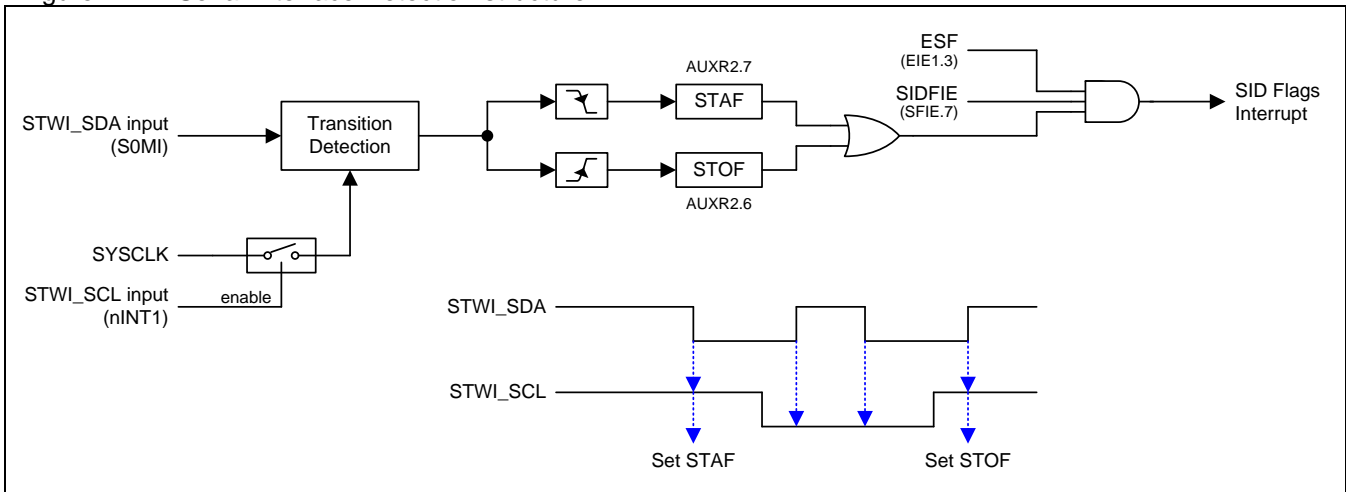 ESF
(EIE1.3)
AUXR2.7
STAF
SIDFIE
(SFIE.7)
SID Flags
Interrupt
STWI_SDA input
(S0MI)
Transition
Detection
STOF
AUXR2.6
SYSCLK
STWI_SCL input
(nINT1)
enable
STWI_SDA
STWI_SCL
Set STAF
Set STOF